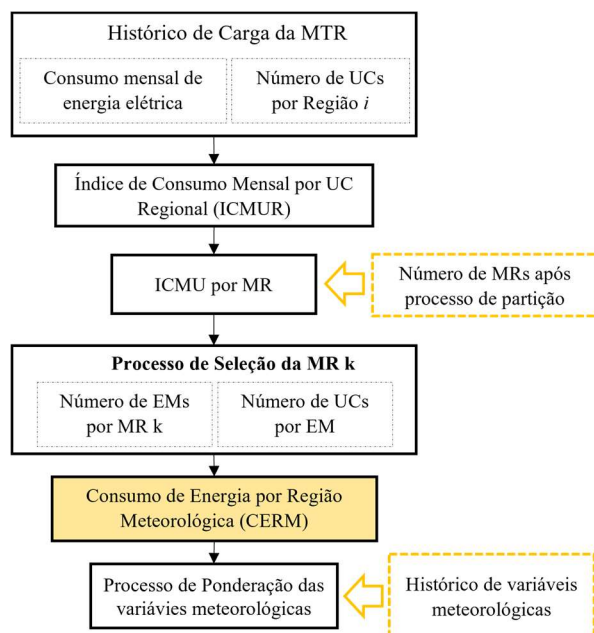 Histórico de Carga da MTR
Consumo mensal de
energia elétrica
Número de UCs
por Região i
Índice de Consumo Mensal por UC
Regional (ICMUR)
ICMU por MR
Número de MRs após
processo de partição
Processo de Seleção da MR k
Número de EMs
por MR k
Número de UCs
por EM
Consumo de Energia por Região
Meteorológica (CERM)
Processo de Ponderação das
variávies meteorológicas
Histórico de variáveis
meteorológicas